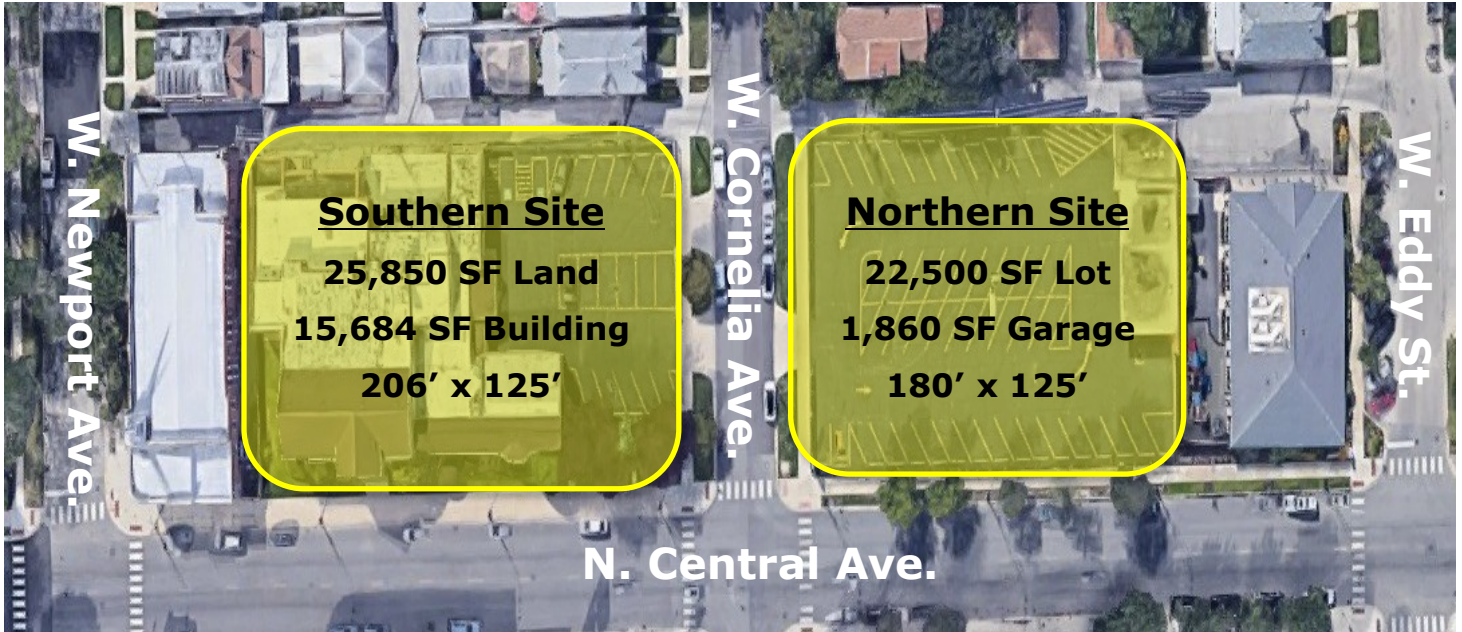 W. Newport Ave.
Southern Site
25,850 SF Land
15,684 SF Building
206’ x 125’
W. Cornelia Ave.
Northern Site
22,500 SF Lot
1,860 SF Garage
180’ x 125’
W. Eddy St.
N. Central Ave.